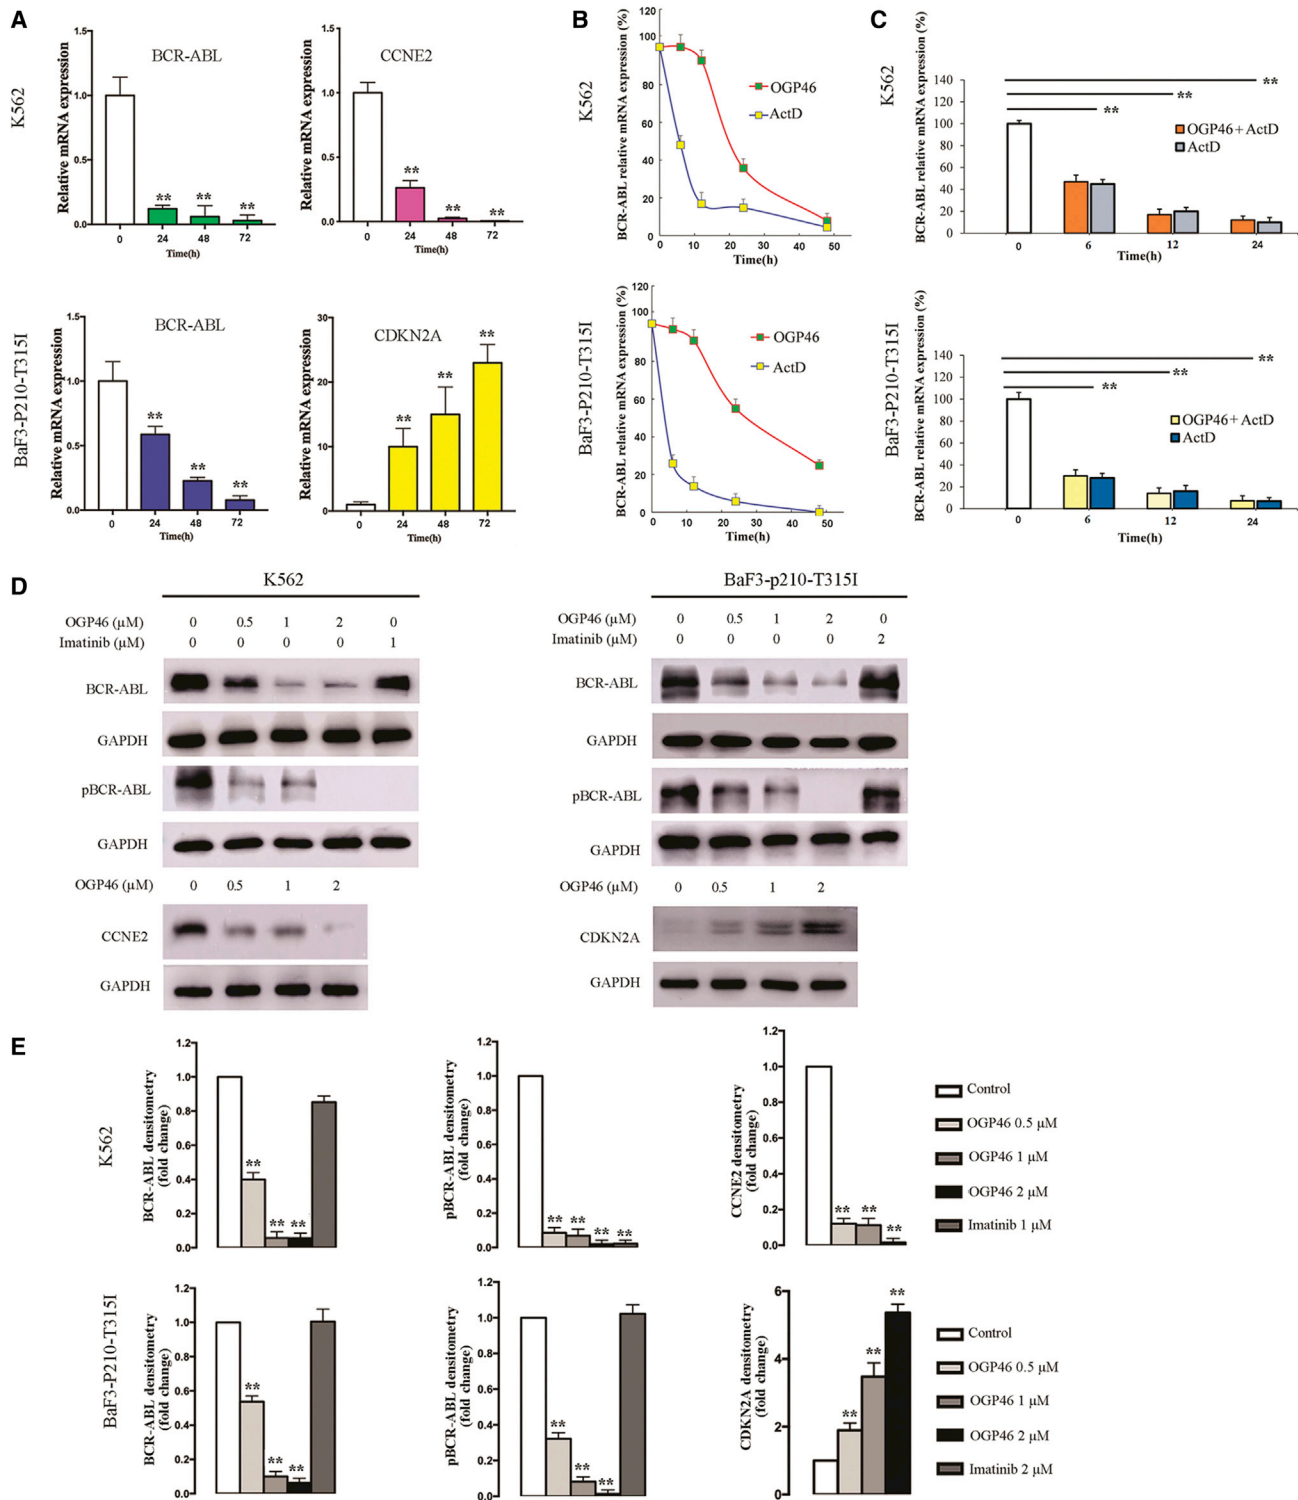 A
K562
BCR-ABL
Relative mRNA expression
1.5
1.0
0.5
0.0
** ** **
0 24 48 72
Time(h)
CCNE2
Relative mRNA expression
1.5
1.0
0.5
0.0
** ** **
0 24 48 72
Time(h)
BaF3-P210-T315I
BCR-ABL
Relative mRNA expression
1.5
1.0
0.5
0.0
** ** **
0 24 48 72
Time(h)
CDKN2A
Relative mRNA expression
30
20
10
0
** ** **
0 24 48 72
Time(h)
B
K562
BCR-ABL relative mRNA expression (%)
120
100
80
60
40
20
0
OGP46
ActD
0 10 20 30 40 50
Time(h)
BaF3-P210-T315I
BCR-ABL relative mRNA expression (%)
120
100
80
60
40
20
0
OGP46
ActD
0 10 20 30 40 50
Time(h)
C
K562
BCR-ABL relative mRNA expression (%)
140
120
100
80
60
40
20
0
**
**
**
OGP46+ActD
ActD
0 6 12 24
Time(h)
BaF3-P210-T315I
BCR-ABL relative mRNA expression (%)
140
120
100
80
60
40
20
0
**
**
**
OGP46+ActD
ActD
0 6 12 24
Time(h)
D
K562
OGP46 (µM) 0 0.5 1 2 0
Imatinib (µM) 0 0 0 0 1
BCR-ABL
GAPDH
pBCR-ABL
GAPDH
OGP46 (µM) 0 0.5 1 2
CCNE2
GAPDH
BaF3-p210-T315I
OGP46 (µM) 0 0.5 1 2 0
Imatinib (µM) 0 0 0 0 2
BCR-ABL
GAPDH
pBCR-ABL
GAPDH
OGP46 (µM) 0 0.5 1 2
CDKN2A
GAPDH
E
K562
BCR-ABL densitometry
(fold change)
1.2
1.0
0.8
0.6
0.4
0.2
0.0
** ** **
pBCR-ABL densitometry
(fold change)
1.2
1.0
0.8
0.6
0.4
0.2
0.0
** ** ** **
CCNE2 densitometry
(fold change)
1.2
1.0
0.8
0.6
0.4
0.2
0.0
** ** **
Control
OGP46 0.5 µM
OGP46 1 µM
OGP46 2 µM
Imatinib 1 µM
BaF3-P210-T315I
BCR-ABL densitometry
(fold change)
1.2
1.0
0.8
0.6
0.4
0.2
0
** ** **
pBCR-ABL densitometry
(fold change)
1.2
1.0
0.8
0.6
0.4
0.2
0.0
** ** **
CDKN2A densitometry
(fold change)
6
4
2
0
** ** **
Control
OGP46 0.5 µM
OGP46 1 µM
OGP46 2 µM
Imatinib 2 µM